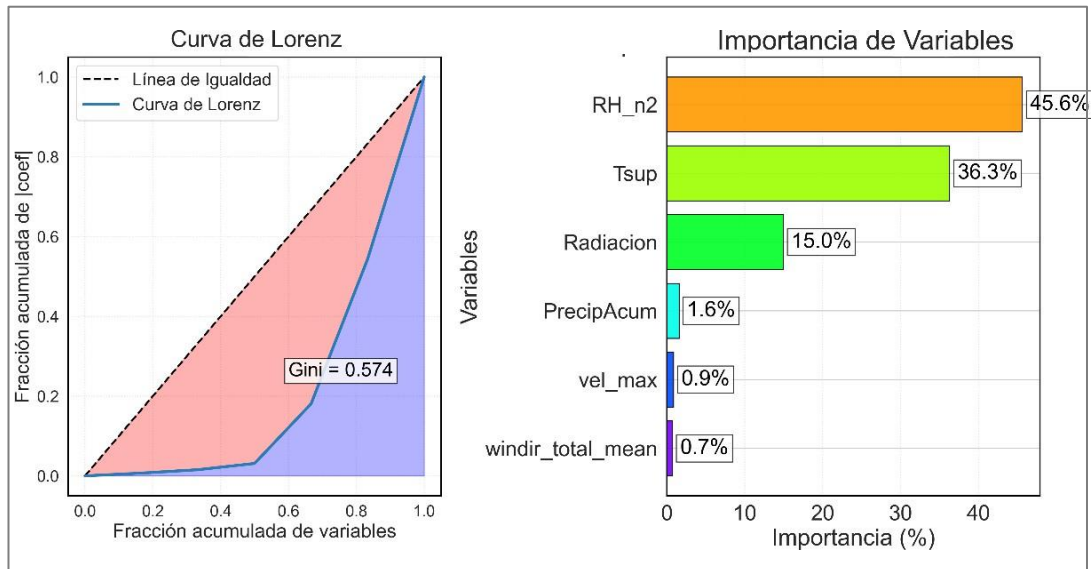 Curva de Lorenz
Línea de Igualdad
Curva de Lorenz
Fracción acumulada de |coef|
1.0
0.8
0.6
0.4
0.2
0.0
Gini = 0.574
0.0 0.2 0.4 0.6 0.8 1.0
Fracción acumulada de variables
Importancia de Variables
Variables
RH_n2 45.6%
Tsup 36.3%
Radiacion 15.0%
PrecipAcum 1.6%
vel_max 0.9%
windir_total_mean 0.7%
0 10 20 30 40
Importancia (%)